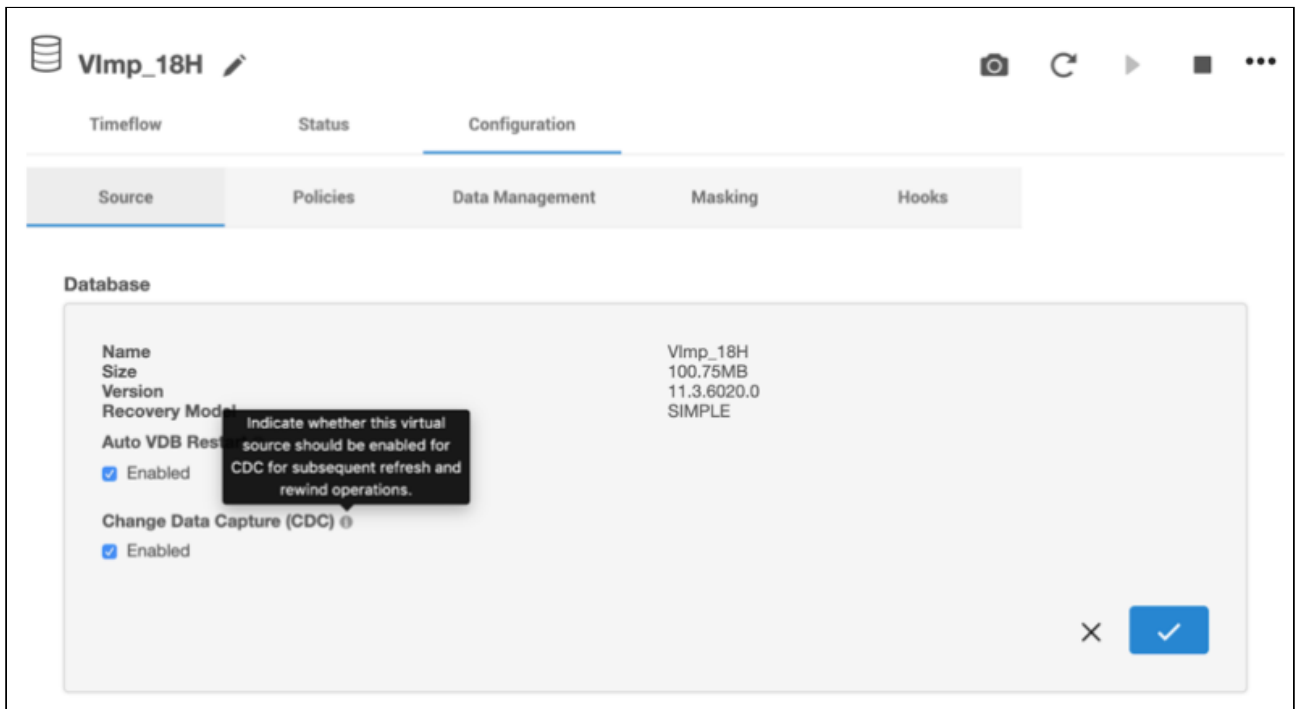 VImp_18H
Timeflow Status Configuration
Source Policies Data Management Masking Hooks
Database
Name VImp_18H
Size 100.75MB
Version 11.3.6020.0
Recovery Model SIMPLE
Auto VDB
Indicate whether this virtual
source should be enabled for
CDC for subsequent refresh and
rewind operations.
Enabled
Change Data Capture (CDC)
Enabled